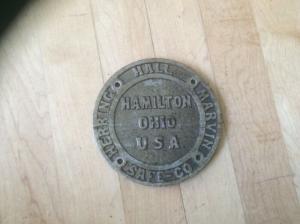 HERRING • HALL • MARVIN
SAFE-CO
HAMILTON
OHIO
USA